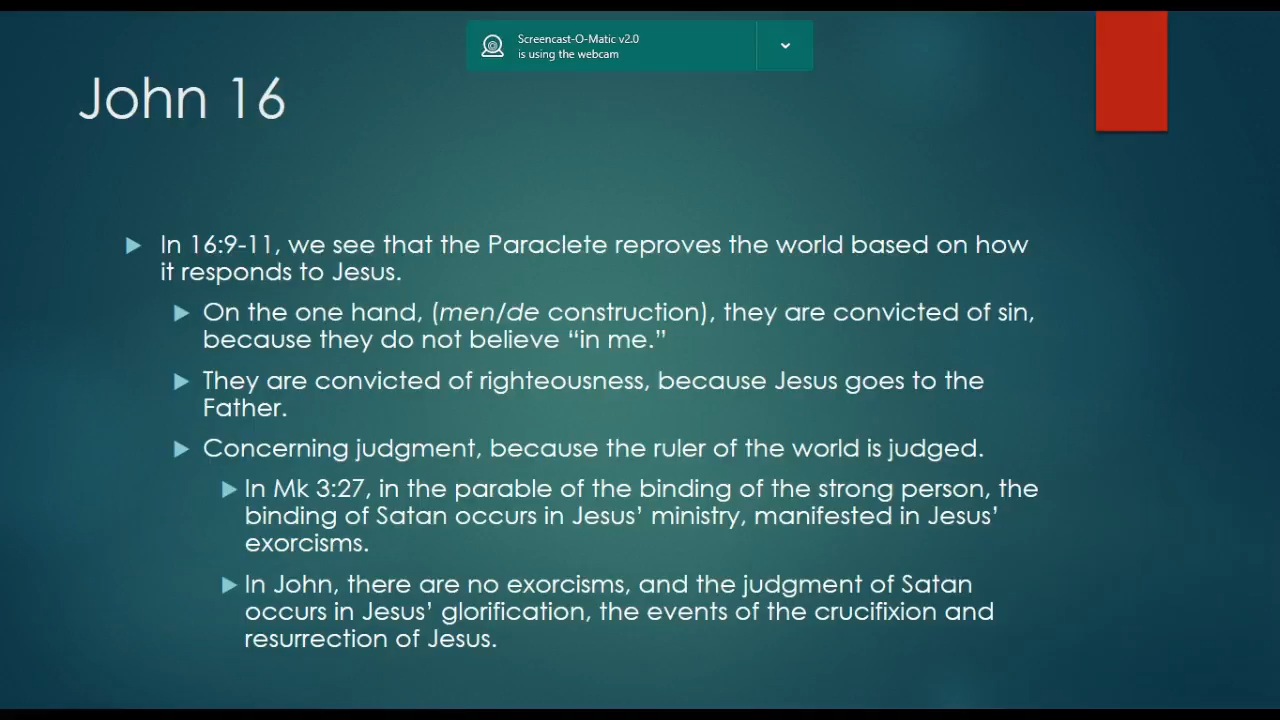 Screencast-O-Matic v2.0
is using the webcam
John 16
In 16:9-11, we see that the Paraclete reproves the world based on how
it responds to Jesus.
On the one hand, (men/de construction), they are convicted of sin,
because they do not believe “in me.”
They are convicted of righteousness, because Jesus goes to the
Father.
Concerning judgment, because the ruler of the world is judged.
In Mk 3:27, in the parable of the binding of the strong person, the
binding of Satan occurs in Jesus’ ministry, manifested in Jesus’
exorcisms.
In John, there are no exorcisms, and the judgment of Satan
occurs in Jesus’ glorification, the events of the crucifixion and
resurrection of Jesus.